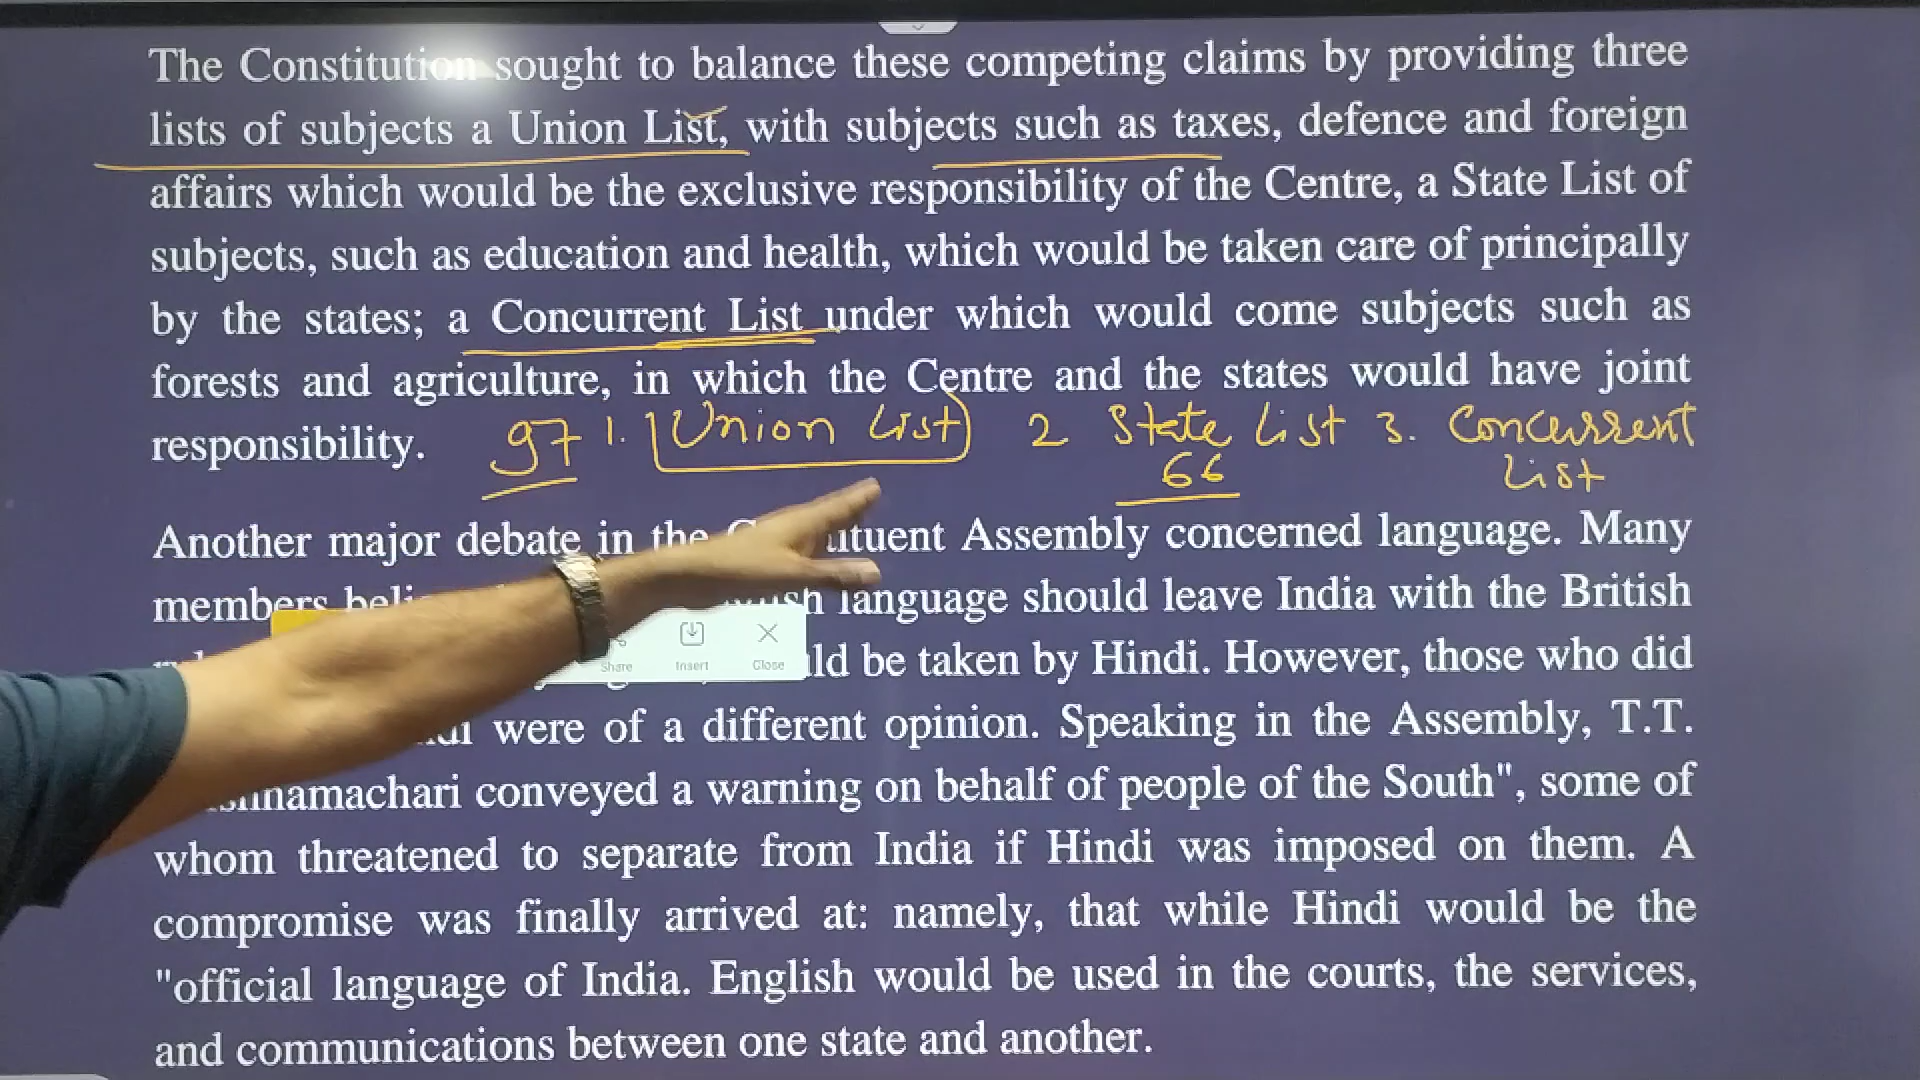 The Constitution sought to balance these competing claims by providing three
lists of subjects a Union List, with subjects such as taxes, defence and foreign
affairs which would be the exclusive responsibility of the Centre, a State List of
subjects, such as education and health, which would be taken care of principally
by the states; a Concurrent List under which would come subjects such as
forests and agriculture, in which the Centre and the states would have joint
responsibility.
97 1. Union List 2 State List 3. Concurrent
66 List
Another major debate in the Assembly concerned language. Many
members language should leave India with the British
Share Insert Close
be taken by Hindi. However, those who did
were of a different opinion. Speaking in the Assembly, T.T.
conveyed a warning on behalf of people of the South", some of
whom threatened to separate from India if Hindi was imposed on them. A
compromise was finally arrived at: namely, that while Hindi would be the
"official language of India. English would be used in the courts, the services,
and communications between one state and another.